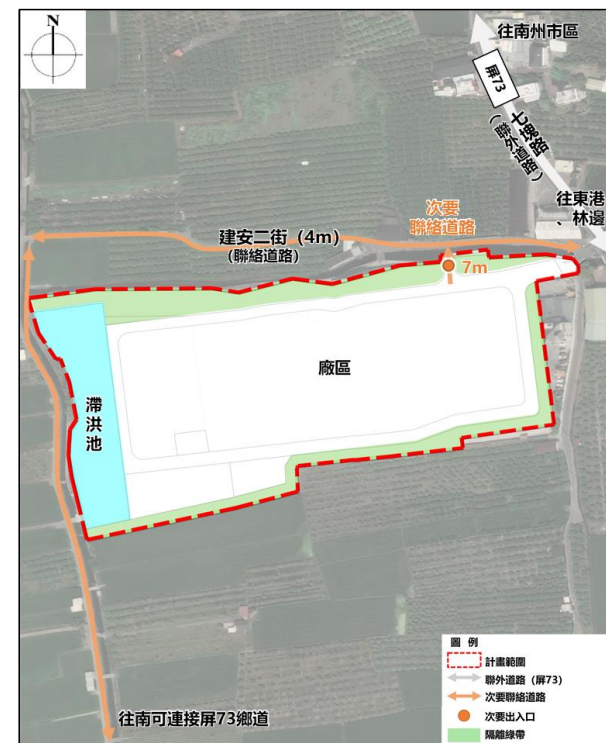 N
往南州市區
屏73
七塊路
(聯外道路)
往東港
、林邊
次要
聯絡道路
建安二街（4m）
(聯絡道路)
7m
廠區
滯洪池
往南可連接屏73鄉道
圖 例
計畫範圍
聯外道路（屏73）
次要聯絡道路
次要出入口
隔離綠帶